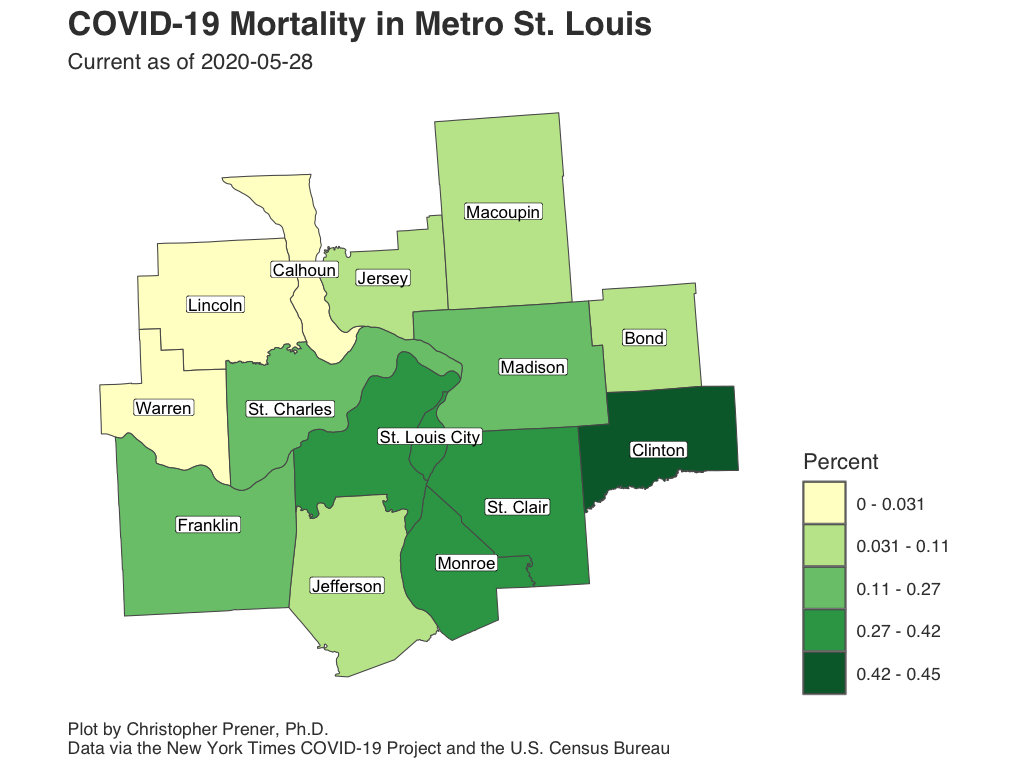 COVID-19 Mortality in Metro St. Louis
Current as of 2020-05-28
Macoupin
Calhoun
Jersey
Lincoln
Bond
Madison
Warren
St. Charles
St. Louis City
Clinton
St. Clair
Franklin
Monroe
Jefferson
Percent
0 - 0.031
0.031 - 0.11
0.11 - 0.27
0.27 - 0.42
0.42 - 0.45
Plot by Christopher Prener, Ph.D.
Data via the New York Times COVID-19 Project and the U.S. Census Bureau